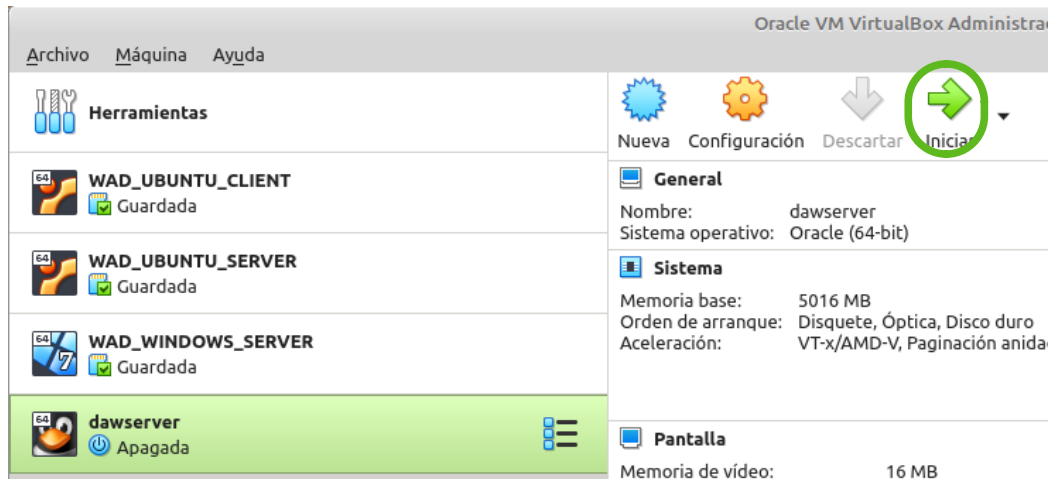 Oracle VM VirtualBox Administra
Archivo Máquina Ayuda
Herramientas
Nueva Configuración Descartar Iniciar
64 WAD_UBUNTU_CLIENT
Guardada
64 WAD_UBUNTU_SERVER
Guardada
64 WAD_WINDOWS_SERVER
7 Guardada
64 dawserver
Apagada
General
Nombre: dawserver
Sistema operativo: Oracle (64-bit)
Sistema
Memoria base: 5016 MB
Orden de arranque: Disquete, Óptica, Disco duro
Aceleración: VT-x/AMD-V, Paginación anida
Pantalla
Memoria de vídeo: 16 MB